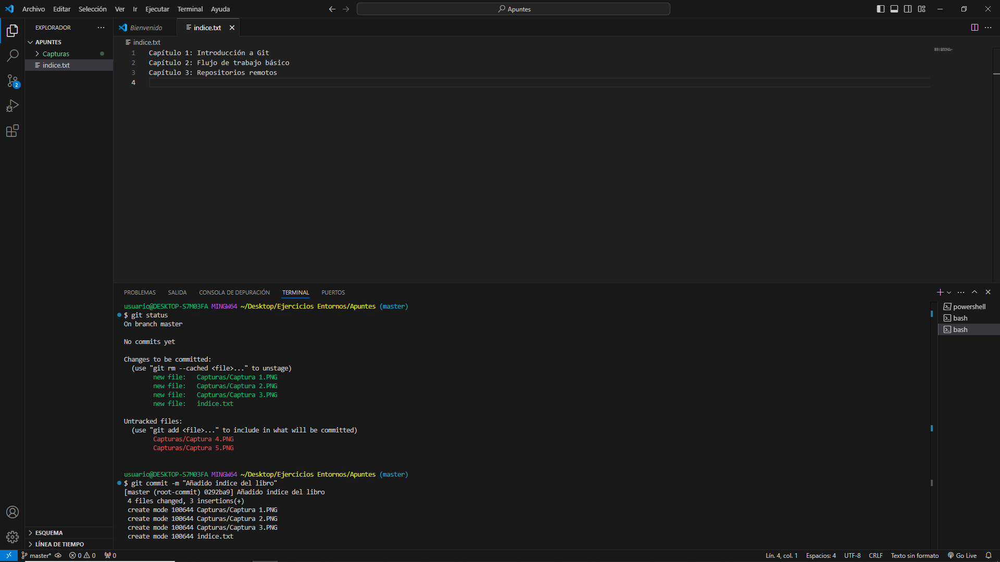 Archivo Editar Selección Ver Ir Ejecutar Terminal Ayuda
Apuntes
EXPLORADOR
APUNTES
Capturas
indice.txt
2
ESQUEMA
LÍNEA DE TIEMPO
Bienvenido
indice.txt
indice.txt
1 Capítulo 1: Introducción a Git
2 Capítulo 2: Flujo de trabajo básico
3 Capítulo 3: Repositorios remotos
4
PROBLEMAS SALIDA CONSOLA DE DEPURACIÓN TERMINAL PUERTOS
usuario@DESKTOP-S7M03FA MINGW64 ~/Desktop/Ejercicios Entornos/Apuntes (master)
$ git status
On branch master
No commits yet
Changes to be committed:
(use "git rm --cached <file>..." to unstage)
new file: Capturas/Captura 1.PNG
new file: Capturas/Captura 2.PNG
new file: Capturas/Captura 3.PNG
new file: indice.txt
Untracked files:
(use "git add <file>..." to include in what will be committed)
Capturas/Captura 4.PNG
Capturas/Captura 5.PNG
usuario@DESKTOP-S7M03FA MINGW64 ~/Desktop/Ejercicios Entornos/Apuntes (master)
$ git commit -m "Añadido indice del libro"
[master (root-commit) 0292ba9] Añadido indice del libro
4 files changed, 3 insertions(+)
create mode 100644 Capturas/Captura 1.PNG
create mode 100644 Capturas/Captura 2.PNG
create mode 100644 Capturas/Captura 3.PNG
create mode 100644 indice.txt
powershell
bash
bash
master* 0 0 0
Lín. 4, col. 1 Espacios: 4 UTF-8 CRLF Texto sin formato Go Live